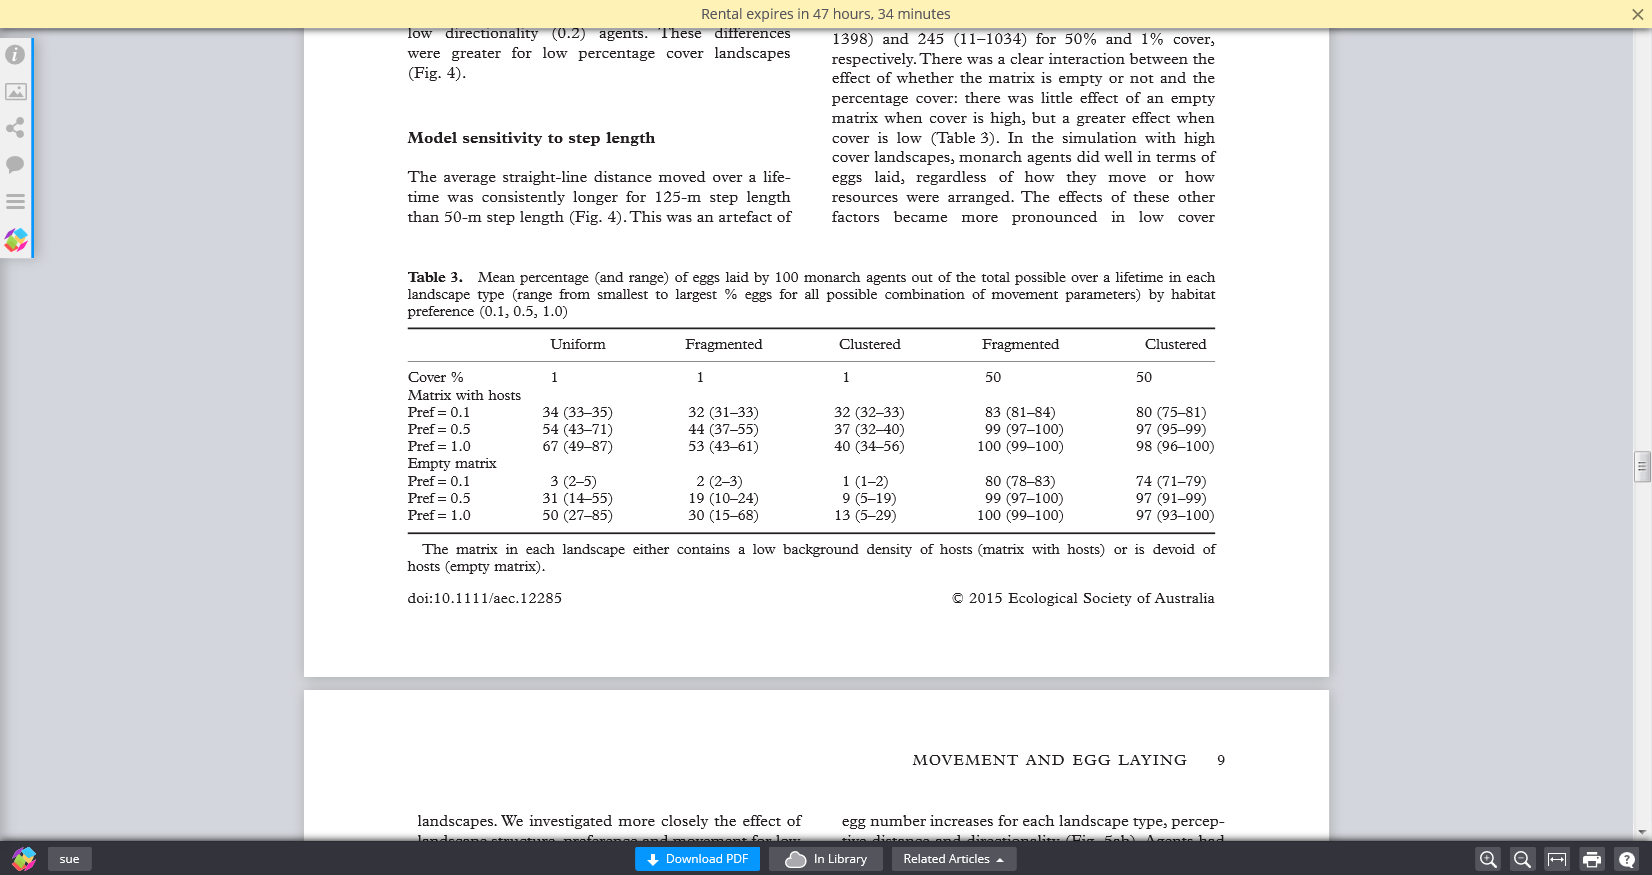 Rental expires in 47 hours, 34 minutes
low directionality (0.2) agents. These differences
were greater for low percentage cover landscapes
(Fig. 4).
Model sensitivity to step length
The average straight-line distance moved over a life-
time was consistently longer for 125-m step length
than 50-m step length (Fig. 4). This was an artefact of
1398) and 245 (11–1034) for 50% and 1% cover,
respectively. There was a clear interaction between the
effect of whether the matrix is empty or not and the
percentage cover: there was little effect of an empty
matrix when cover is high, but a greater effect when
cover is low (Table 3). In the simulation with high
cover landscapes, monarch agents did well in terms of
eggs laid, regardless of how they move or how
resources were arranged. The effects of these other
factors became more pronounced in low cover
Table 3. Mean percentage (and range) of eggs laid by 100 monarch agents out of the total possible over a lifetime in each
landscape type (range from smallest to largest % eggs for all possible combination of movement parameters) by habitat
preference (0.1, 0.5, 1.0)
Uniform Fragmented Clustered Fragmented Clustered
Cover % 1 1 1 50 50
Matrix with hosts
Pref = 0.1 34 (33–35) 32 (31–33) 32 (32–33) 83 (81–84) 80 (75–81)
Pref = 0.5 54 (43–71) 44 (37–55) 37 (32–40) 99 (97–100) 97 (95–99)
Pref = 1.0 67 (49–87) 53 (43–61) 40 (34–56) 100 (99–100) 98 (96–100)
Empty matrix
Pref = 0.1 3 (2–5) 2 (2–3) 1 (1–2) 80 (78–83) 74 (71–79)
Pref = 0.5 31 (14–55) 19 (10–24) 9 (5–19) 99 (97–100) 97 (91–99)
Pref = 1.0 50 (27–85) 30 (15–68) 13 (5–29) 100 (99–100) 97 (93–100)
The matrix in each landscape either contains a low background density of hosts (matrix with hosts) or is devoid of
hosts (empty matrix).
doi:10.1111/aec.12285 © 2015 Ecological Society of Australia
MOVEMENT AND EGG LAYING 9
landscapes. We investigated more closely the effect of
landscape structure, preference and movement for low
egg number increases for each landscape type, percep-
tive distance and directionality (Fig. 5ab). Agents had
sue Download PDF In Library Related Articles